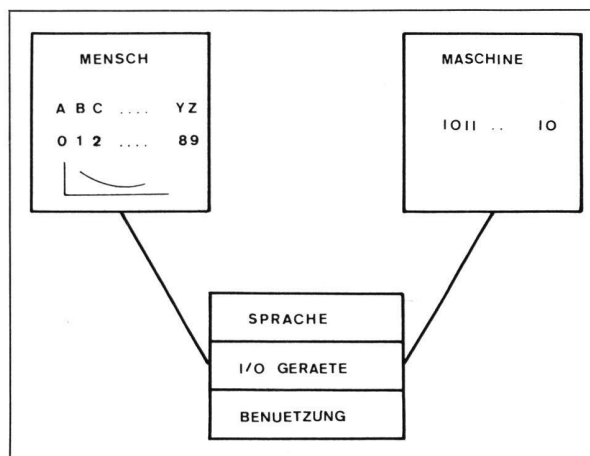 MENSCH
A B C .... YZ
0 1 2 .... 89
MASCHINE
1011 .. 10
SPRACHE
I/O GERAETE
BENUETZUNG